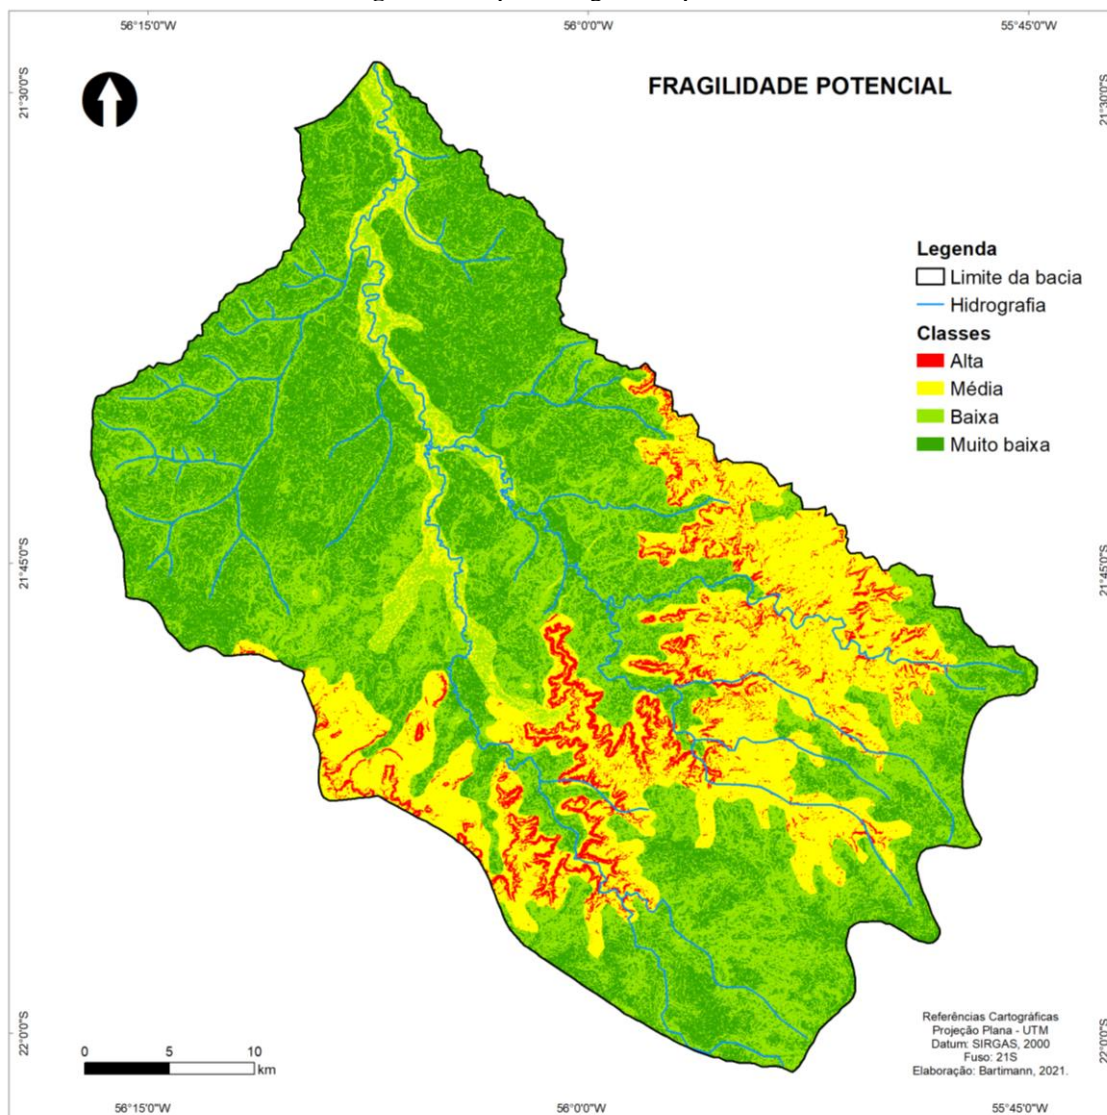 56°15'0"W 56°0'0"W 55°45'0"W
21°30'0"S
21°30'0"S
FRAGILIDADE POTENCIAL
Legenda
Limite da bacia
Hidrografia
Classes
Alta
Média
Baixa
Muito baixa
21°45'0"S
21°45'0"S
22°0'0"S
22°0'0"S
Referências Cartográficas
Projeção Plana - UTM
Datum: SIRGAS, 2000
Fuso: 21S
Elaboração: Bartimann, 2021.
0 5 10
km
56°15'0"W 56°0'0"W 55°45'0"W